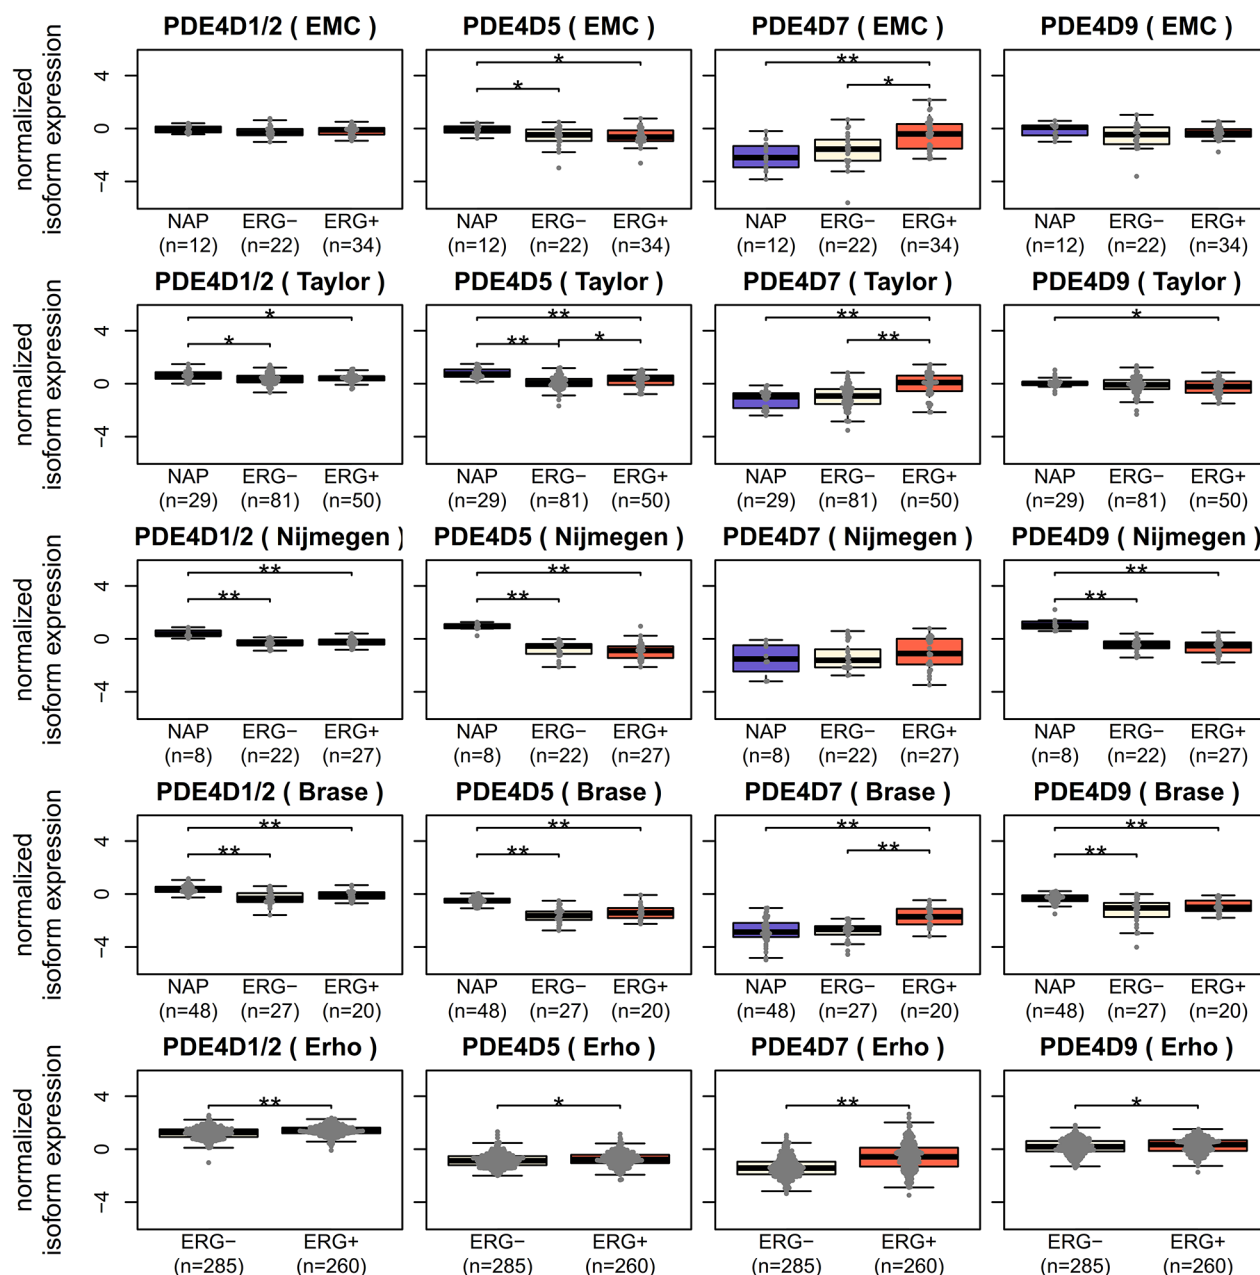 PDE4D1/2 ( EMC ) PDE4D5 ( EMC ) PDE4D7 ( EMC ) PDE4D9 ( EMC )
normalized
isoform expression
4
0
−4
* * ** *
NAP ERG− ERG+ NAP ERG− ERG+ NAP ERG− ERG+ NAP ERG− ERG+
(n=12) (n=22) (n=34) (n=12) (n=22) (n=34) (n=12) (n=22) (n=34) (n=12) (n=22) (n=34)
PDE4D1/2 ( Taylor ) PDE4D5 ( Taylor ) PDE4D7 ( Taylor ) PDE4D9 ( Taylor )
normalized
isoform expression
4
0
−4
* ** ** *
* ** * **
NAP ERG− ERG+ NAP ERG− ERG+ NAP ERG− ERG+ NAP ERG− ERG+
(n=29) (n=81) (n=50) (n=29) (n=81) (n=50) (n=29) (n=81) (n=50) (n=29) (n=81) (n=50)
PDE4D1/2 ( Nijmegen ) PDE4D5 ( Nijmegen ) PDE4D7 ( Nijmegen ) PDE4D9 ( Nijmegen )
normalized
isoform expression
4
0
−4
** ** **
** ** **
NAP ERG− ERG+ NAP ERG− ERG+ NAP ERG− ERG+ NAP ERG− ERG+
(n=8) (n=22) (n=27) (n=8) (n=22) (n=27) (n=8) (n=22) (n=27) (n=8) (n=22) (n=27)
PDE4D1/2 ( Brase ) PDE4D5 ( Brase ) PDE4D7 ( Brase ) PDE4D9 ( Brase )
normalized
isoform expression
4
0
−4
** ** ** **
** ** ** **
NAP ERG− ERG+ NAP ERG− ERG+ NAP ERG− ERG+ NAP ERG− ERG+
(n=48) (n=27) (n=20) (n=48) (n=27) (n=20) (n=48) (n=27) (n=20) (n=48) (n=27) (n=20)
PDE4D1/2 ( Erho ) PDE4D5 ( Erho ) PDE4D7 ( Erho ) PDE4D9 ( Erho )
normalized
isoform expression
4
0
−4
** * ** *
ERG− ERG+ ERG− ERG+ ERG− ERG+ ERG− ERG+
(n=285) (n=260) (n=285) (n=260) (n=285) (n=260) (n=285) (n=260)